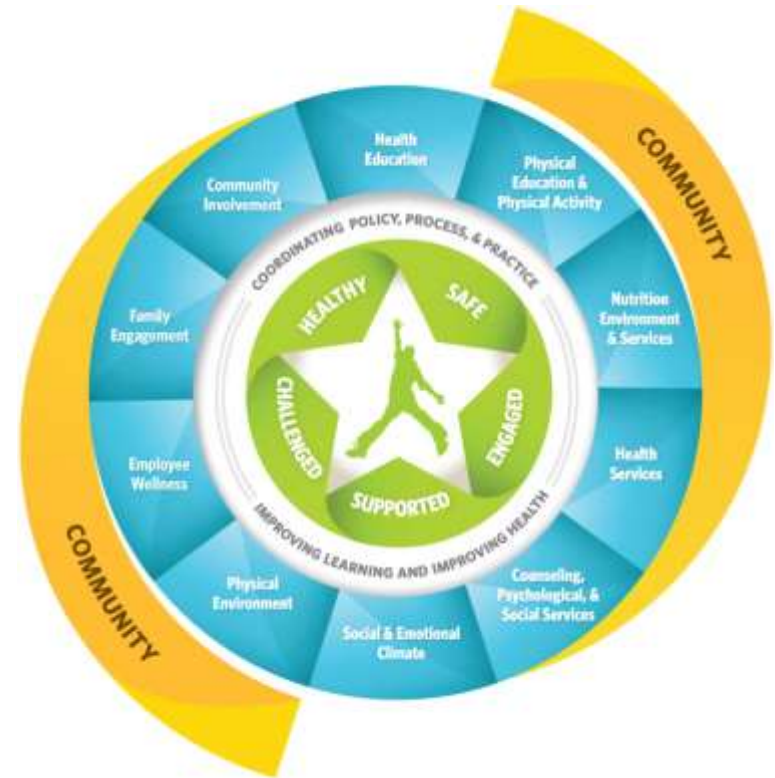 COMMUNITY
Health
Education
Physical
Education &
Physical Activity
Nutrition
Environment
& Services
Health
Services
Counseling,
Psychological, &
Social Services
Social & Emotional
Climate
Physical
Environment
Employee
Wellness
Family
Engagement
Community
Involvement
COORDINATING POLICY, PROCESS, & PRACTICE
IMPROVING LEARNING AND IMPROVING HEALTH
HEALTHY
SAFE
ENGAGED
SUPPORTED
CHALLENGED
COMMUNITY